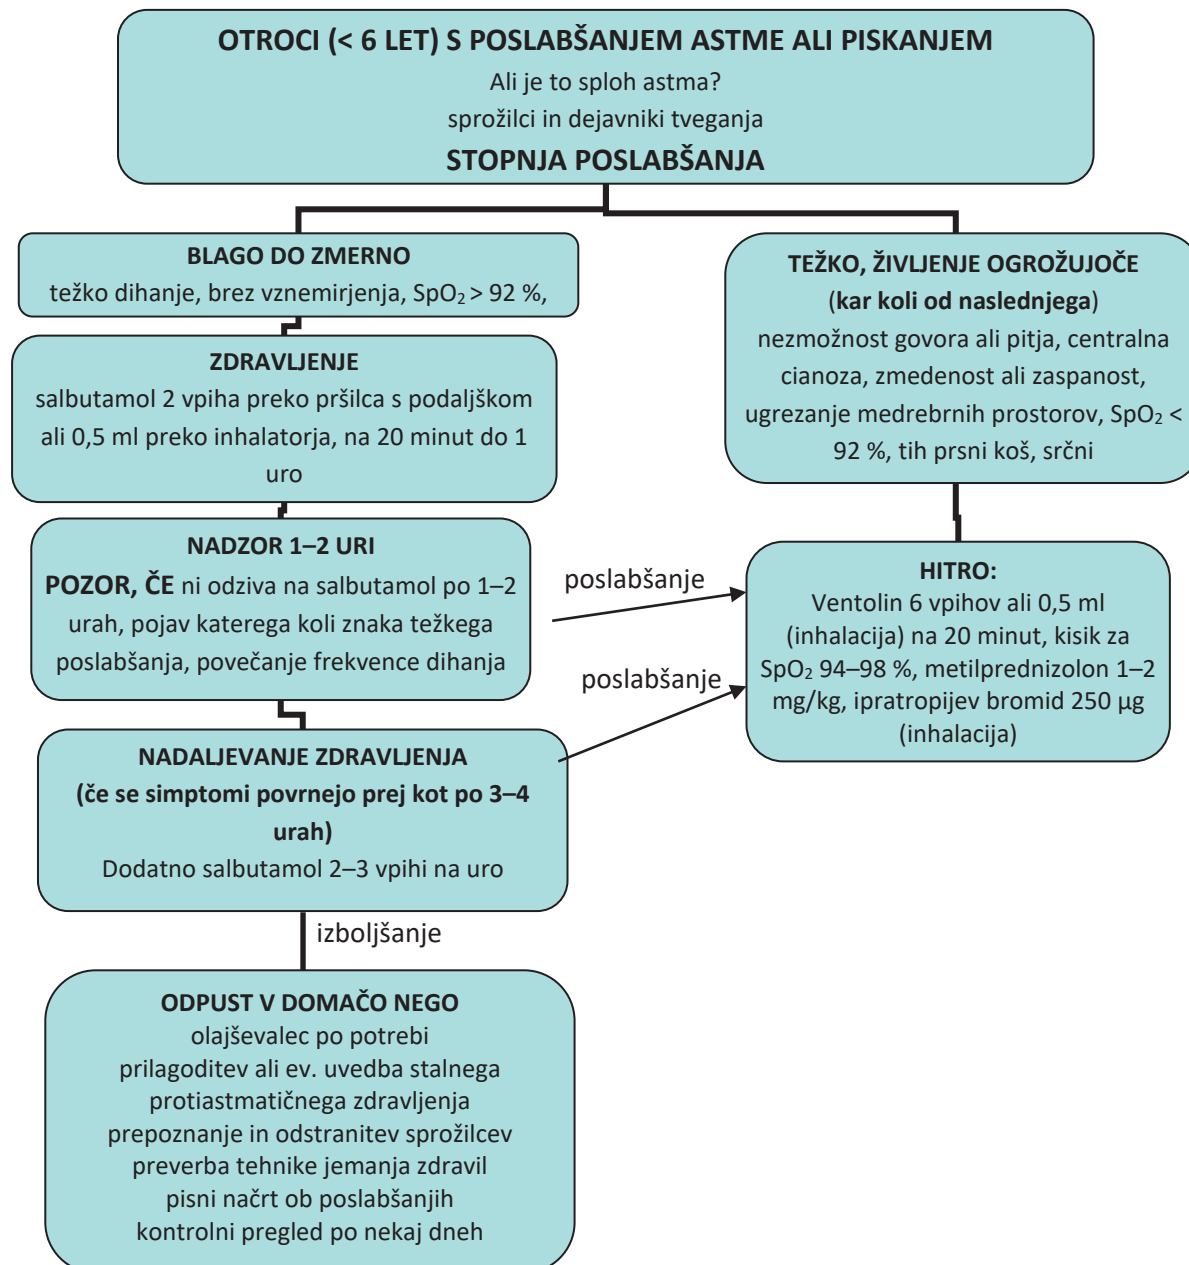 OTROCI (< 6 LET) S POSLABŠANJEM ASTME ALI PISKANJEM
Ali je to sploh astma?
sprožilci in dejavniki tveganja
STOPNJA POSLABŠANJA
BLAGO DO ZMERNO
težko dihanje, brez vznemirjenja, SpO₂ > 92 %,
ZDRAVLJENJE
salbutamol 2 vpiha preko pršilca s podaljškom
ali 0,5 ml preko inhalatorja, na 20 minut do 1
uro
NADZOR 1–2 URI
POZOR, ČE ni odziva na salbutamol po 1–2
urah, pojav katerega koli znaka težkega
poslabšanja, povečanje frekvence dihanja
NADALJEVANJE ZDRAVLJENJA
(če se simptomi povrnejo prej kot po 3–4
urah)
Dodatno salbutamol 2–3 vpihi na uro
izboljšanje
ODPUST V DOMAČO NEGO
olajševalec po potrebi
prilagoditev ali ev. uvedba stalnega
protiastmatičnega zdravljenja
prepoznanje in odstranitev sprožilcev
preverba tehnike jemanja zdravil
pisni načrt ob poslabšanjih
kontrolni pregled po nekaj dneh
poslabšanje
poslabšanje
TEŽKO, ŽIVLJENJE OGROŽUJOČE
(kar koli od naslednjega)
nezmožnost govora ali pitja, centralna
cianoza, zmedenost ali zaspanost,
ugrezanje medrebrnih prostorov, SpO₂ <
92 %, tih prsni koš, srčni
HITRO:
Ventolin 6 vpihov ali 0,5 ml
(inhalacija) na 20 minut, kisik za
SpO₂ 94–98 %, metilprednizolon 1–2
mg/kg, ipratropijev bromid 250 µg
(inhalacija)